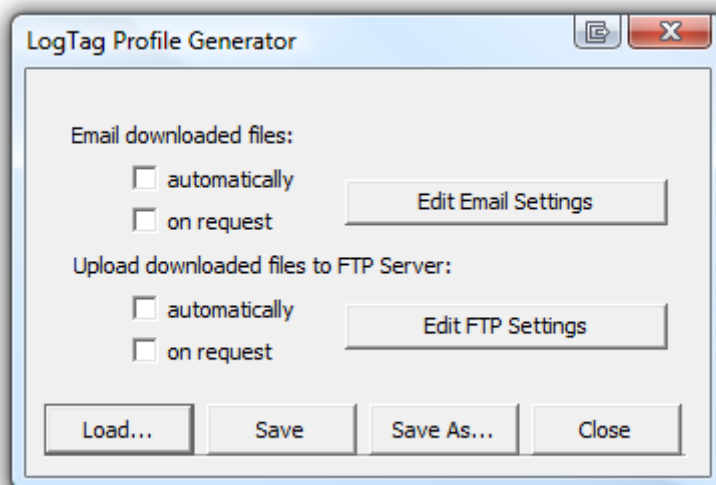 LogTag Profile Generator
Email downloaded files:
automatically
on request
Edit Email Settings
Upload downloaded files to FTP Server:
automatically
on request
Edit FTP Settings
Load...
Save
Save As...
Close